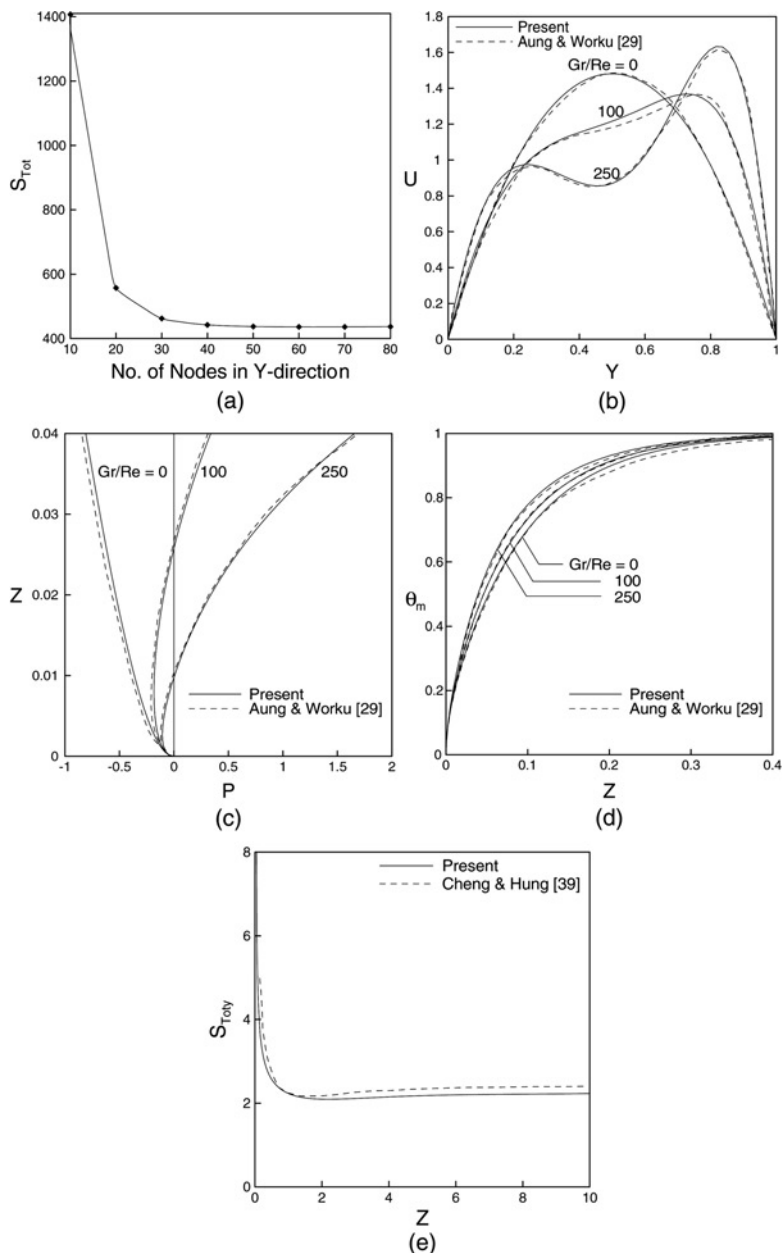 1400
1200
1000
800
600
400
S_Tot
10 20 30 40 50 60 70 80
No. of Nodes in Y-direction
(a)
Present
Aung & Worku [29]
Gr/Re = 0
100
250
1.8
1.6
1.4
1.2
1
0.8
0.6
0.4
0.2
0
U
0 0.2 0.4 0.6 0.8 1
Y
(b)
0.04
0.03
0.02
0.01
0
Z
Gr/Re = 0
100
250
Present
Aung & Worku [29]
-1 -0.5 0 0.5 1 1.5 2
P
(c)
1
0.8
0.6
0.4
0.2
0
θ_m
Gr/Re = 0
100
250
Present
Aung & Worku [29]
0 0.1 0.2 0.3 0.4
Z
(d)
8
6
4
2
0
S_Toty
Present
Cheng & Hung [39]
0 2 4 6 8 10
Z
(e)